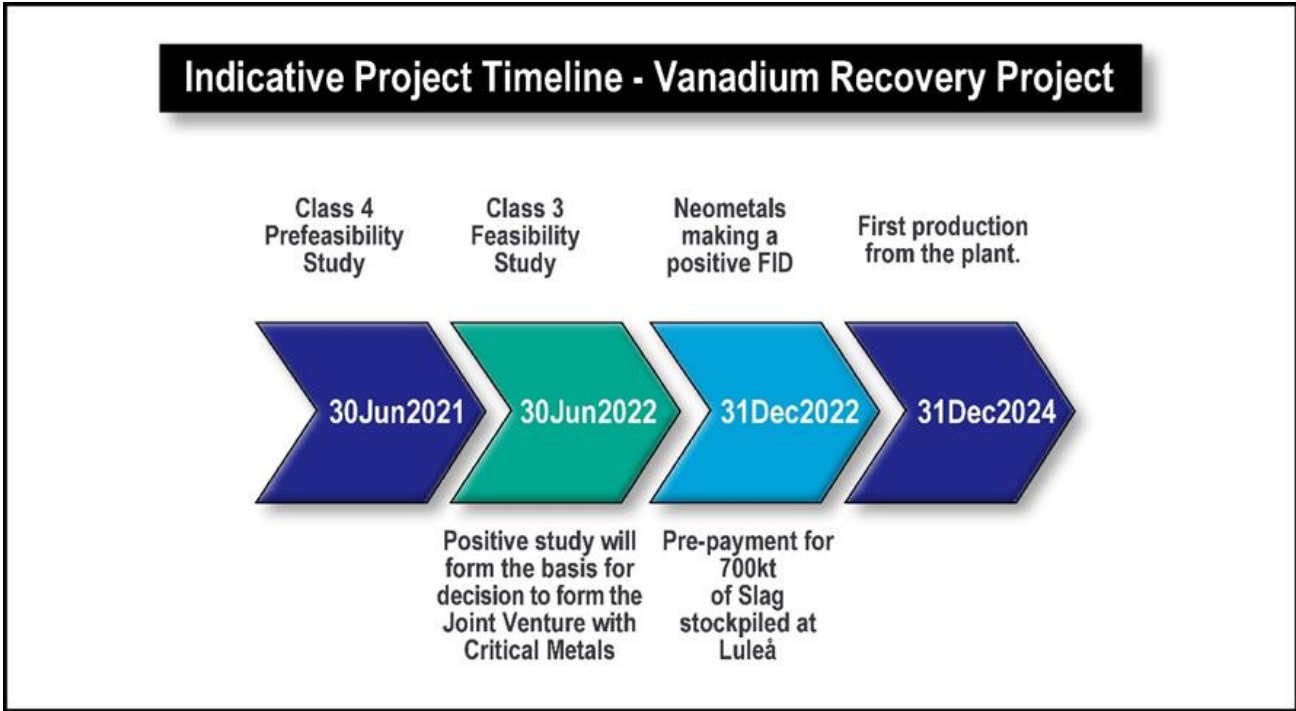 Indicative Project Timeline - Vanadium Recovery Project
Class 4
Prefeasibility
Study
Class 3
Feasibility
Study
Neometals
making a
positive FID
First production
from the plant.
30Jun2021
30Jun2022
31Dec2022
31Dec2024
Positive study will
form the basis for
decision to form the
Joint Venture with
Critical Metals
Pre-payment for
700kt
of Slag
stockpiled at
Luleå